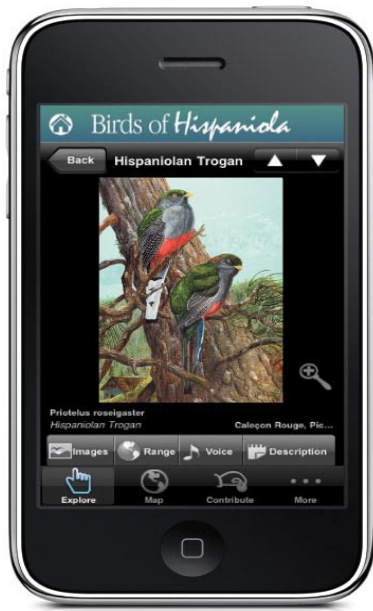 Birds of Hispaniola
Back Hispaniolan Trogan
Priotelus roseigaster
Hispaniolan Trogan Caleçon Rouge, Pic...
Images Range Voice Description
Explore Map Contribute More